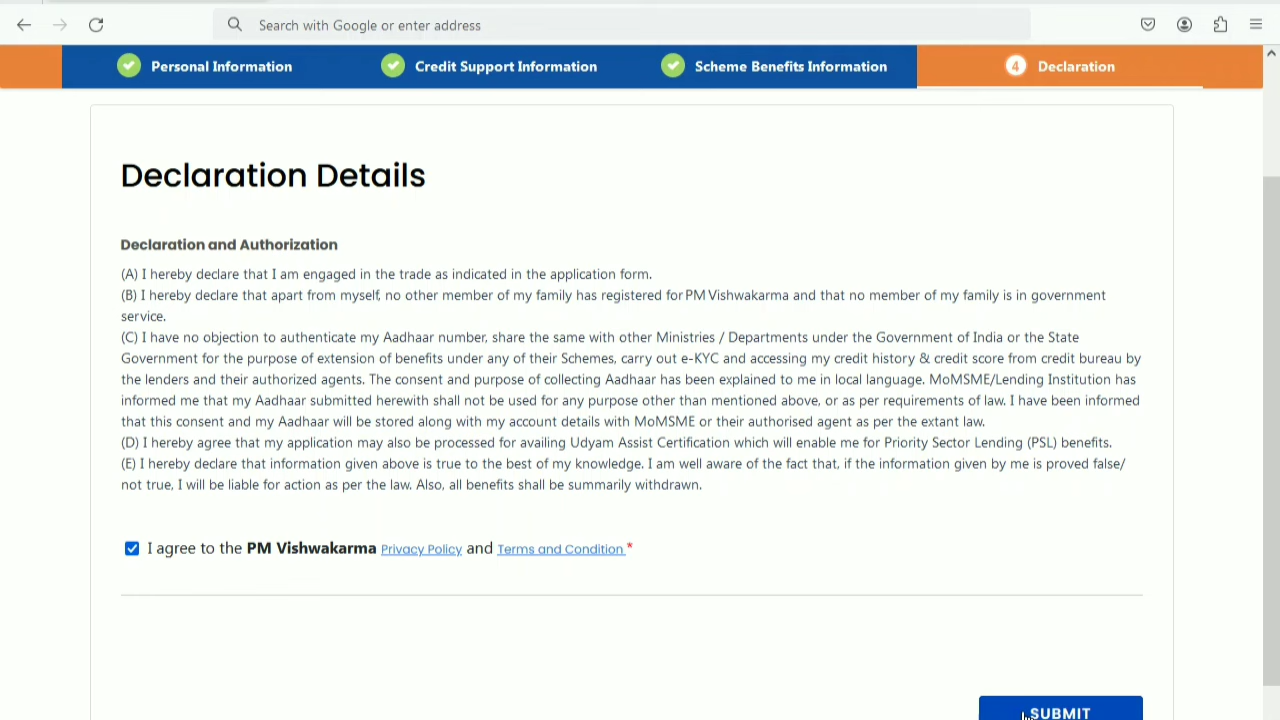 Search with Google or enter address
Personal Information
Credit Support Information
Scheme Benefits Information
4 Declaration
Declaration Details
Declaration and Authorization
(A) I hereby declare that I am engaged in the trade as indicated in the application form.
(B) I hereby declare that apart from myself, no other member of my family has registered for PM Vishwakarma and that no member of my family is in government
service.
(C) I have no objection to authenticate my Aadhaar number, share the same with other Ministries / Departments under the Government of India or the State
Government for the purpose of extension of benefits under any of their Schemes, carry out e-KYC and accessing my credit history & credit score from credit bureau by
the lenders and their authorized agents. The consent and purpose of collecting Aadhaar has been explained to me in local language. MoMSME/Lending Institution has
informed me that my Aadhaar submitted herewith shall not be used for any purpose other than mentioned above, or as per requirements of law. I have been informed
that this consent and my Aadhaar will be stored along with my account details with MoMSME or their authorised agent as per the extant law.
(D) I hereby agree that my application may also be processed for availing Udyam Assist Certification which will enable me for Priority Sector Lending (PSL) benefits.
(E) I hereby declare that information given above is true to the best of my knowledge. I am well aware of the fact that, if the information given by me is proved false/
not true, I will be liable for action as per the law. Also, all benefits shall be summarily withdrawn.
I agree to the PM Vishwakarma Privacy Policy and Terms and Condition *
SUBMIT